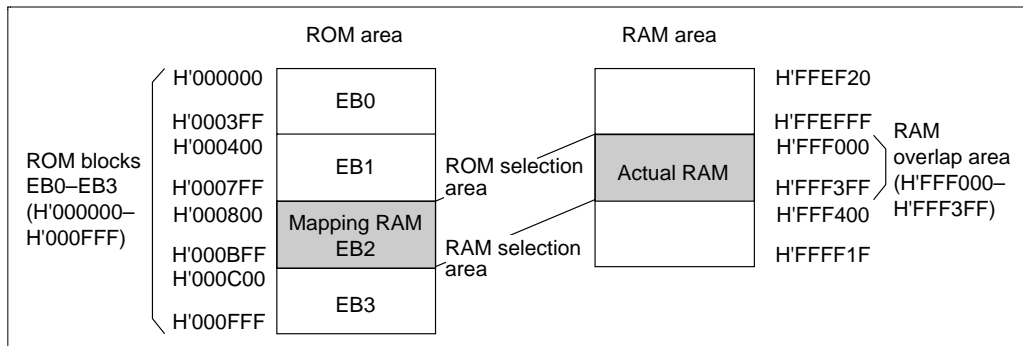 ROM area
RAM area
ROM blocks
EB0–EB3
(H'000000–
H'000FFF)
H'000000
H'0003FF
H'000400
H'0007FF
H'000800
H'000BFF
H'000C00
H'000FFF
EB0
EB1
Mapping RAM
EB2
EB3
ROM selection
area
RAM selection
area
Actual RAM
H'FFEF20
H'FFEFFF
H'FFF000
H'FFF3FF
H'FFF400
H'FFFF1F
RAM
overlap area
(H'FFF000–
H'FFF3FF)